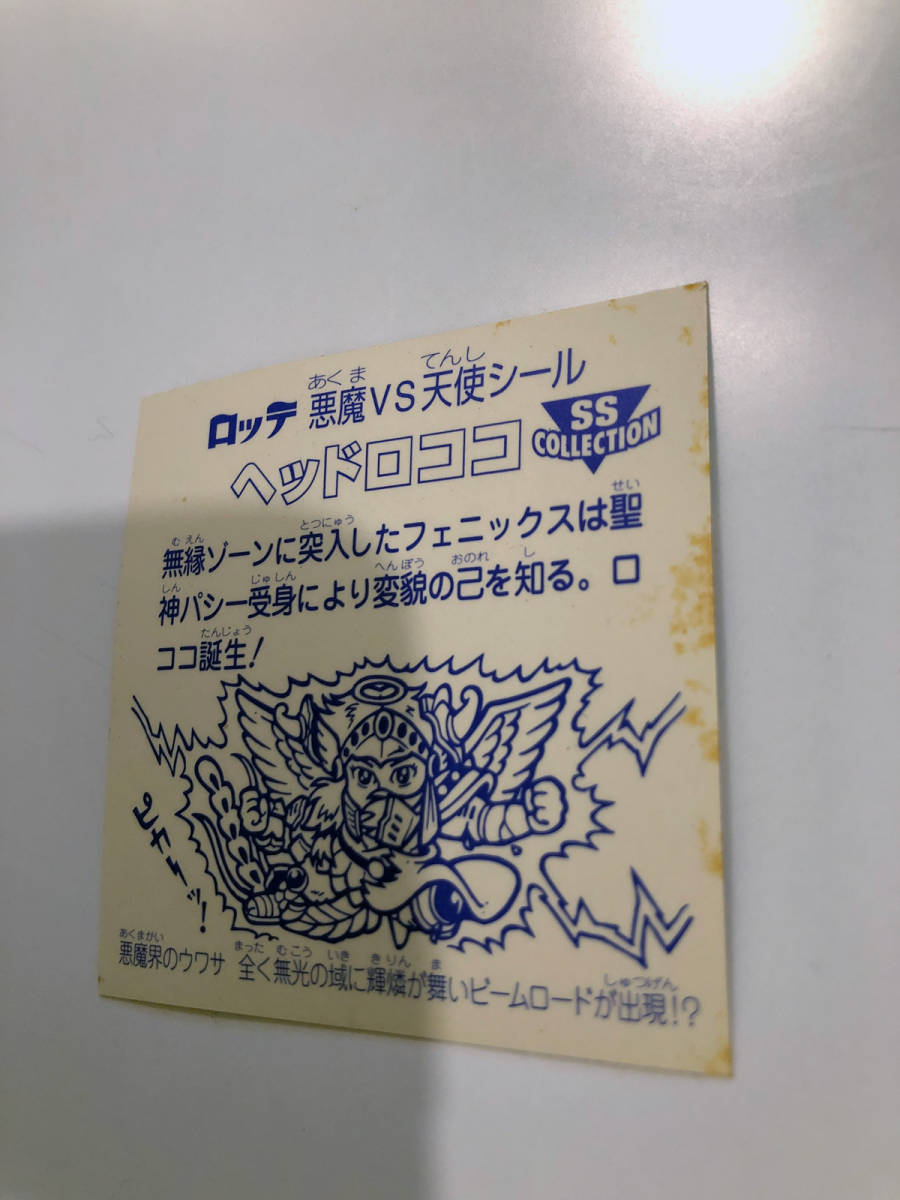 ロッテ 悪魔VS天使シール
あくま てんし
ヘッドロココ
SS
COLLECTION
無縁ゾーンに突入したフェニックスは聖
むえん とつにゅう せい
神パシー受身により変貌の己を知る。ロ
しん じゅしん へんぼう おのれ し
ココ誕生!
たんじょう
ピキーッ!
悪魔界のウワサ 全く無光の域に輝燐が舞いビームロードが出現!?
あくまがい まった むこう いき きりん ま しゅつげん